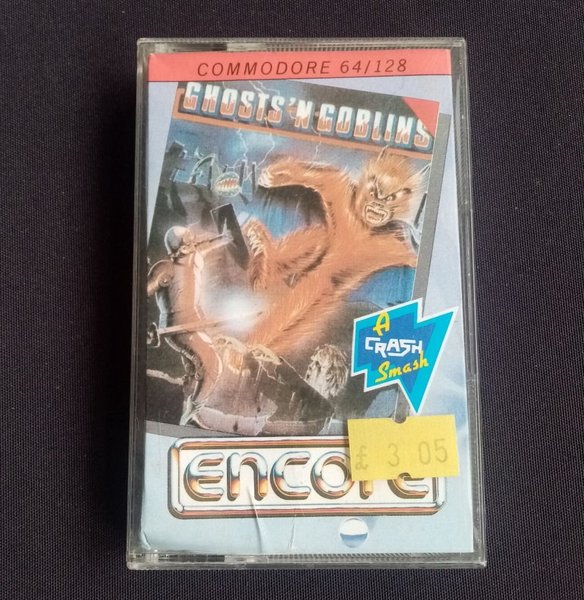 COMMODORE 64/128
GHOSTS'N GOBLINS
A
CRASH
Smash
£ 3 05
ENCORE